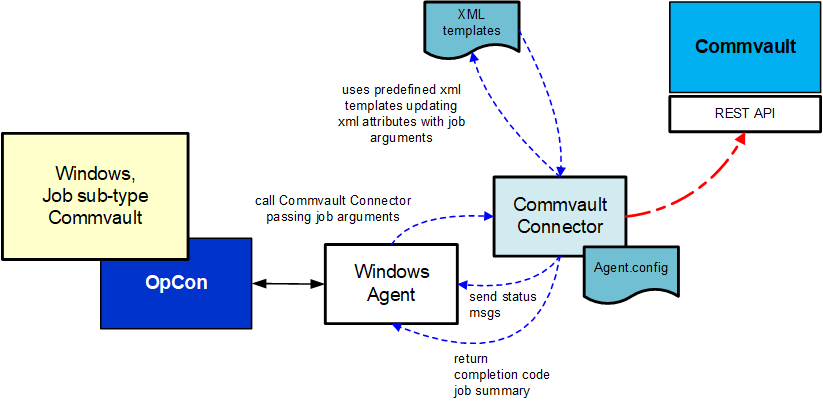 XML
templates
Commvault
REST API
uses predefined xml
templates updating
xml attributes with job
arguments
Windows,
Job sub-type
Commvault
call Commvault Connector
passing job arguments
Commvault
Connector
Agent.config
OpCon
Windows
Agent
send status
msgs
return
completion code
job summary